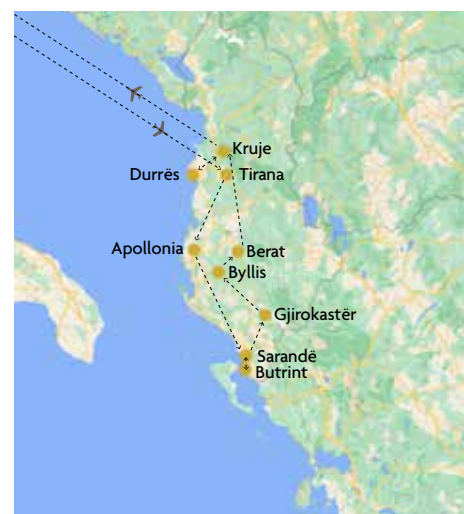 Kruje
Durrës
Tirana
Apollonia
Berat
Byllis
Gjirokastër
Sarandë
Butrint